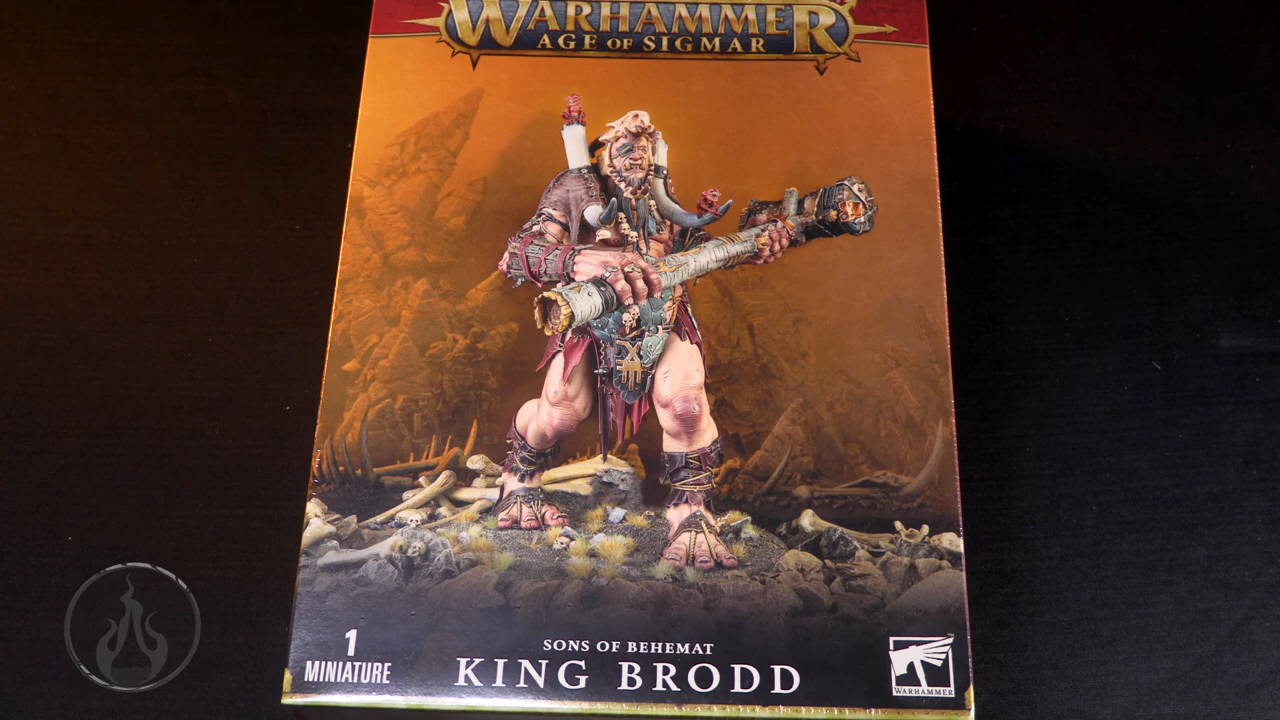 WARHAMMER
AGE OF SIGMAR
1
MINIATURE
SONS OF BEHEMAT
KING BRODD
WARHAMMER